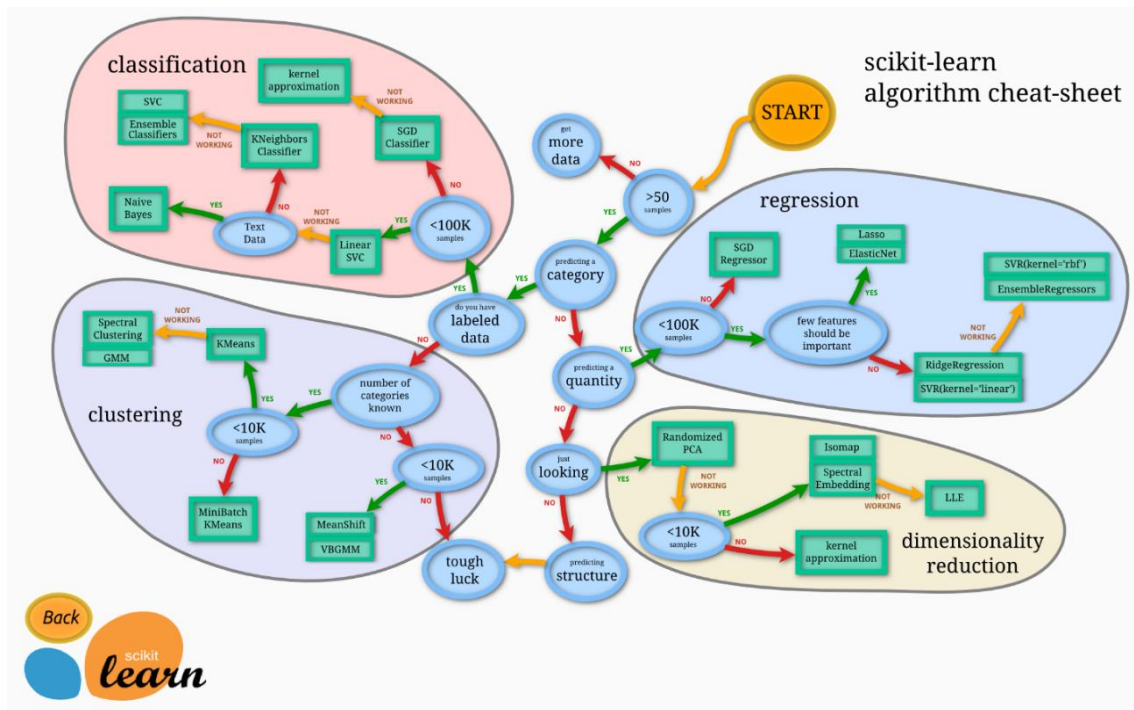 scikit-learn
algorithm cheat-sheet
START
get
more
data
NO
>50
samples
YES
predicting a
category
YES
NO
do you have
labeled
data
YES
NO
predicting a
quantity
YES
NO
just
looking
YES
NO
predicting
structure
tough
luck
classification
kernel
approximation
NOT
WORKING
SGD
Classifier
NO
<100K
samples
YES
Linear
SVC
NOT
WORKING
Text
Data
YES
Naive
Bayes
NO
KNeighbors
Classifier
NOT
WORKING
SVC
Ensemble
Classifiers
regression
<100K
samples
NO
SGD
Regressor
YES
few features
should be
important
YES
Lasso
ElasticNet
NO
RidgeRegression
SVR(kernel='linear')
NOT
WORKING
SVR(kernel='rbf')
EnsembleRegressors
clustering
number of
categories
known
YES
<10K
samples
YES
KMeans
NOT
WORKING
Spectral
Clustering
GMM
NO
MiniBatch
KMeans
NO
<10K
samples
YES
MeanShift
VBGMM
NO
dimensionality
reduction
Randomized
PCA
NOT
WORKING
<10K
samples
YES
Isomap
Spectral
Embedding
NOT
WORKING
LLE
NO
kernel
approximation
Back
scikit
learn